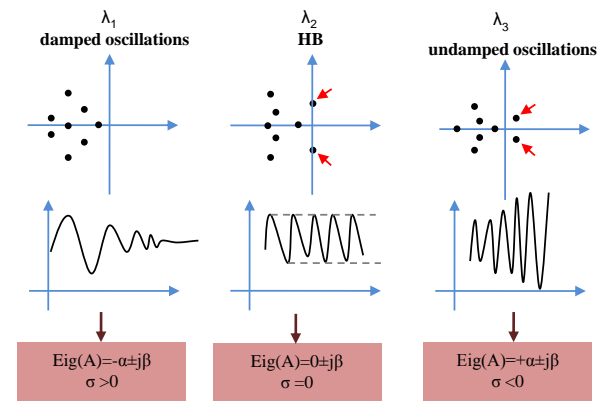 λ1
damped oscillations
λ2
HB
λ3
undamped oscillations
Eig(A)=-α±jβ
σ >0
Eig(A)=0±jβ
σ =0
Eig(A)=+α±jβ
σ <0